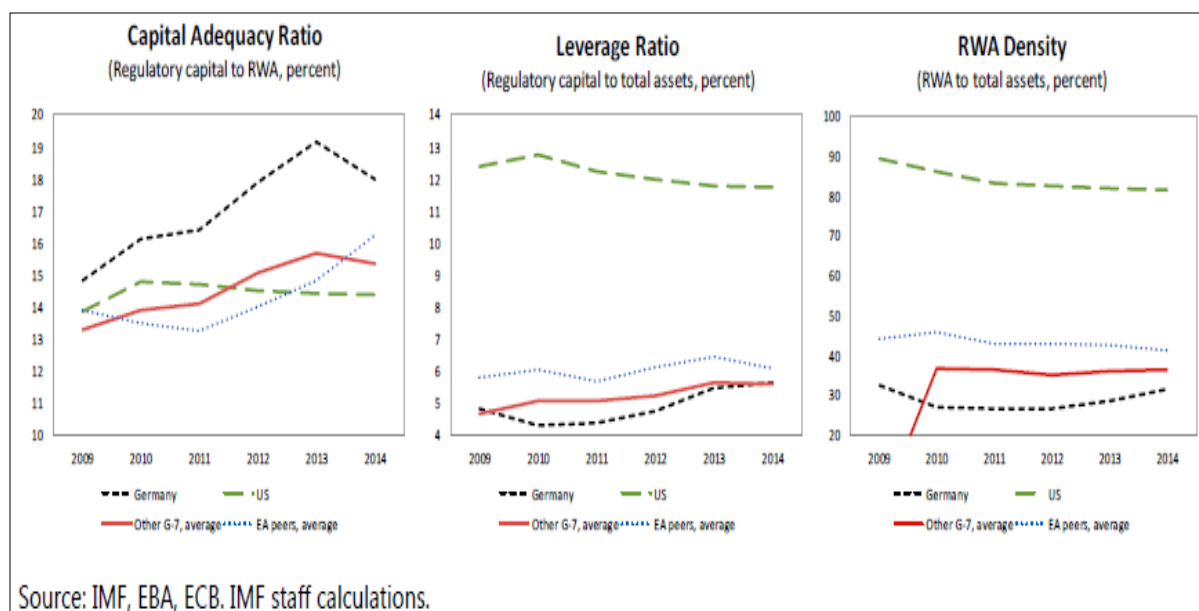 Capital Adequacy Ratio
(Regulatory capital to RWA, percent)
20
19
18
17
16
15
14
13
12
11
10
2009 2010 2011 2012 2013 2014
Germany US
Other G-7, average EA peers, average
Leverage Ratio
(Regulatory capital to total assets, percent)
14
13
12
11
10
9
8
7
6
5
4
2009 2010 2011 2012 2013 2014
Germany US
Other G-7, average EA peers, average
RWA Density
(RWA to total assets, percent)
100
90
80
70
60
50
40
30
20
2009 2010 2011 2012 2013 2014
Germany US
Other G-7, average EA peers, average
Source: IMF, EBA, ECB. IMF staff calculations.